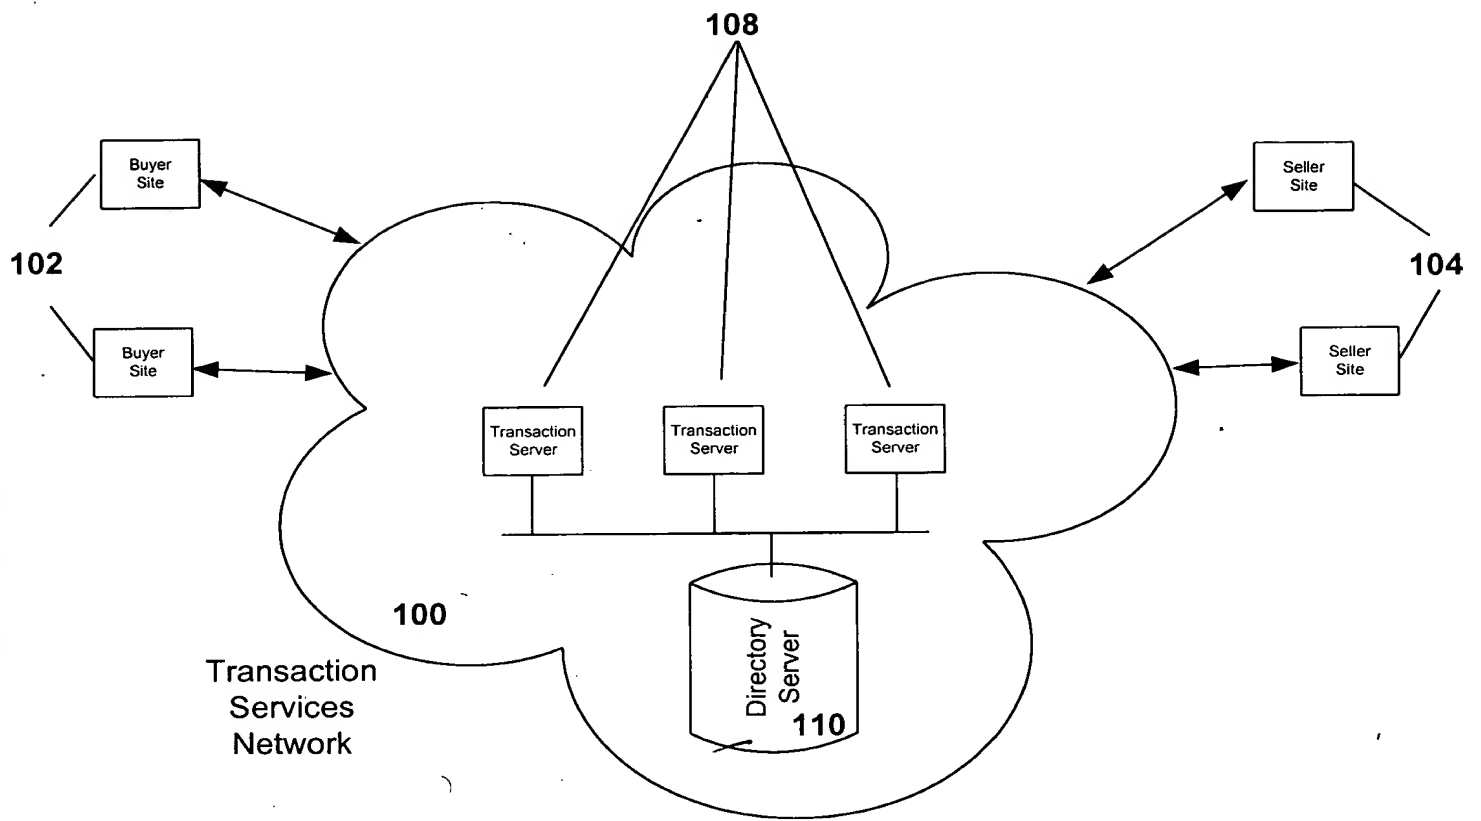 108
Buyer
Site
Seller
Site
102
104
Buyer
Site
Seller
Site
Transaction
Server
Transaction
Server
Transaction
Server
100
Transaction
Services
Network
Directory
Server
110